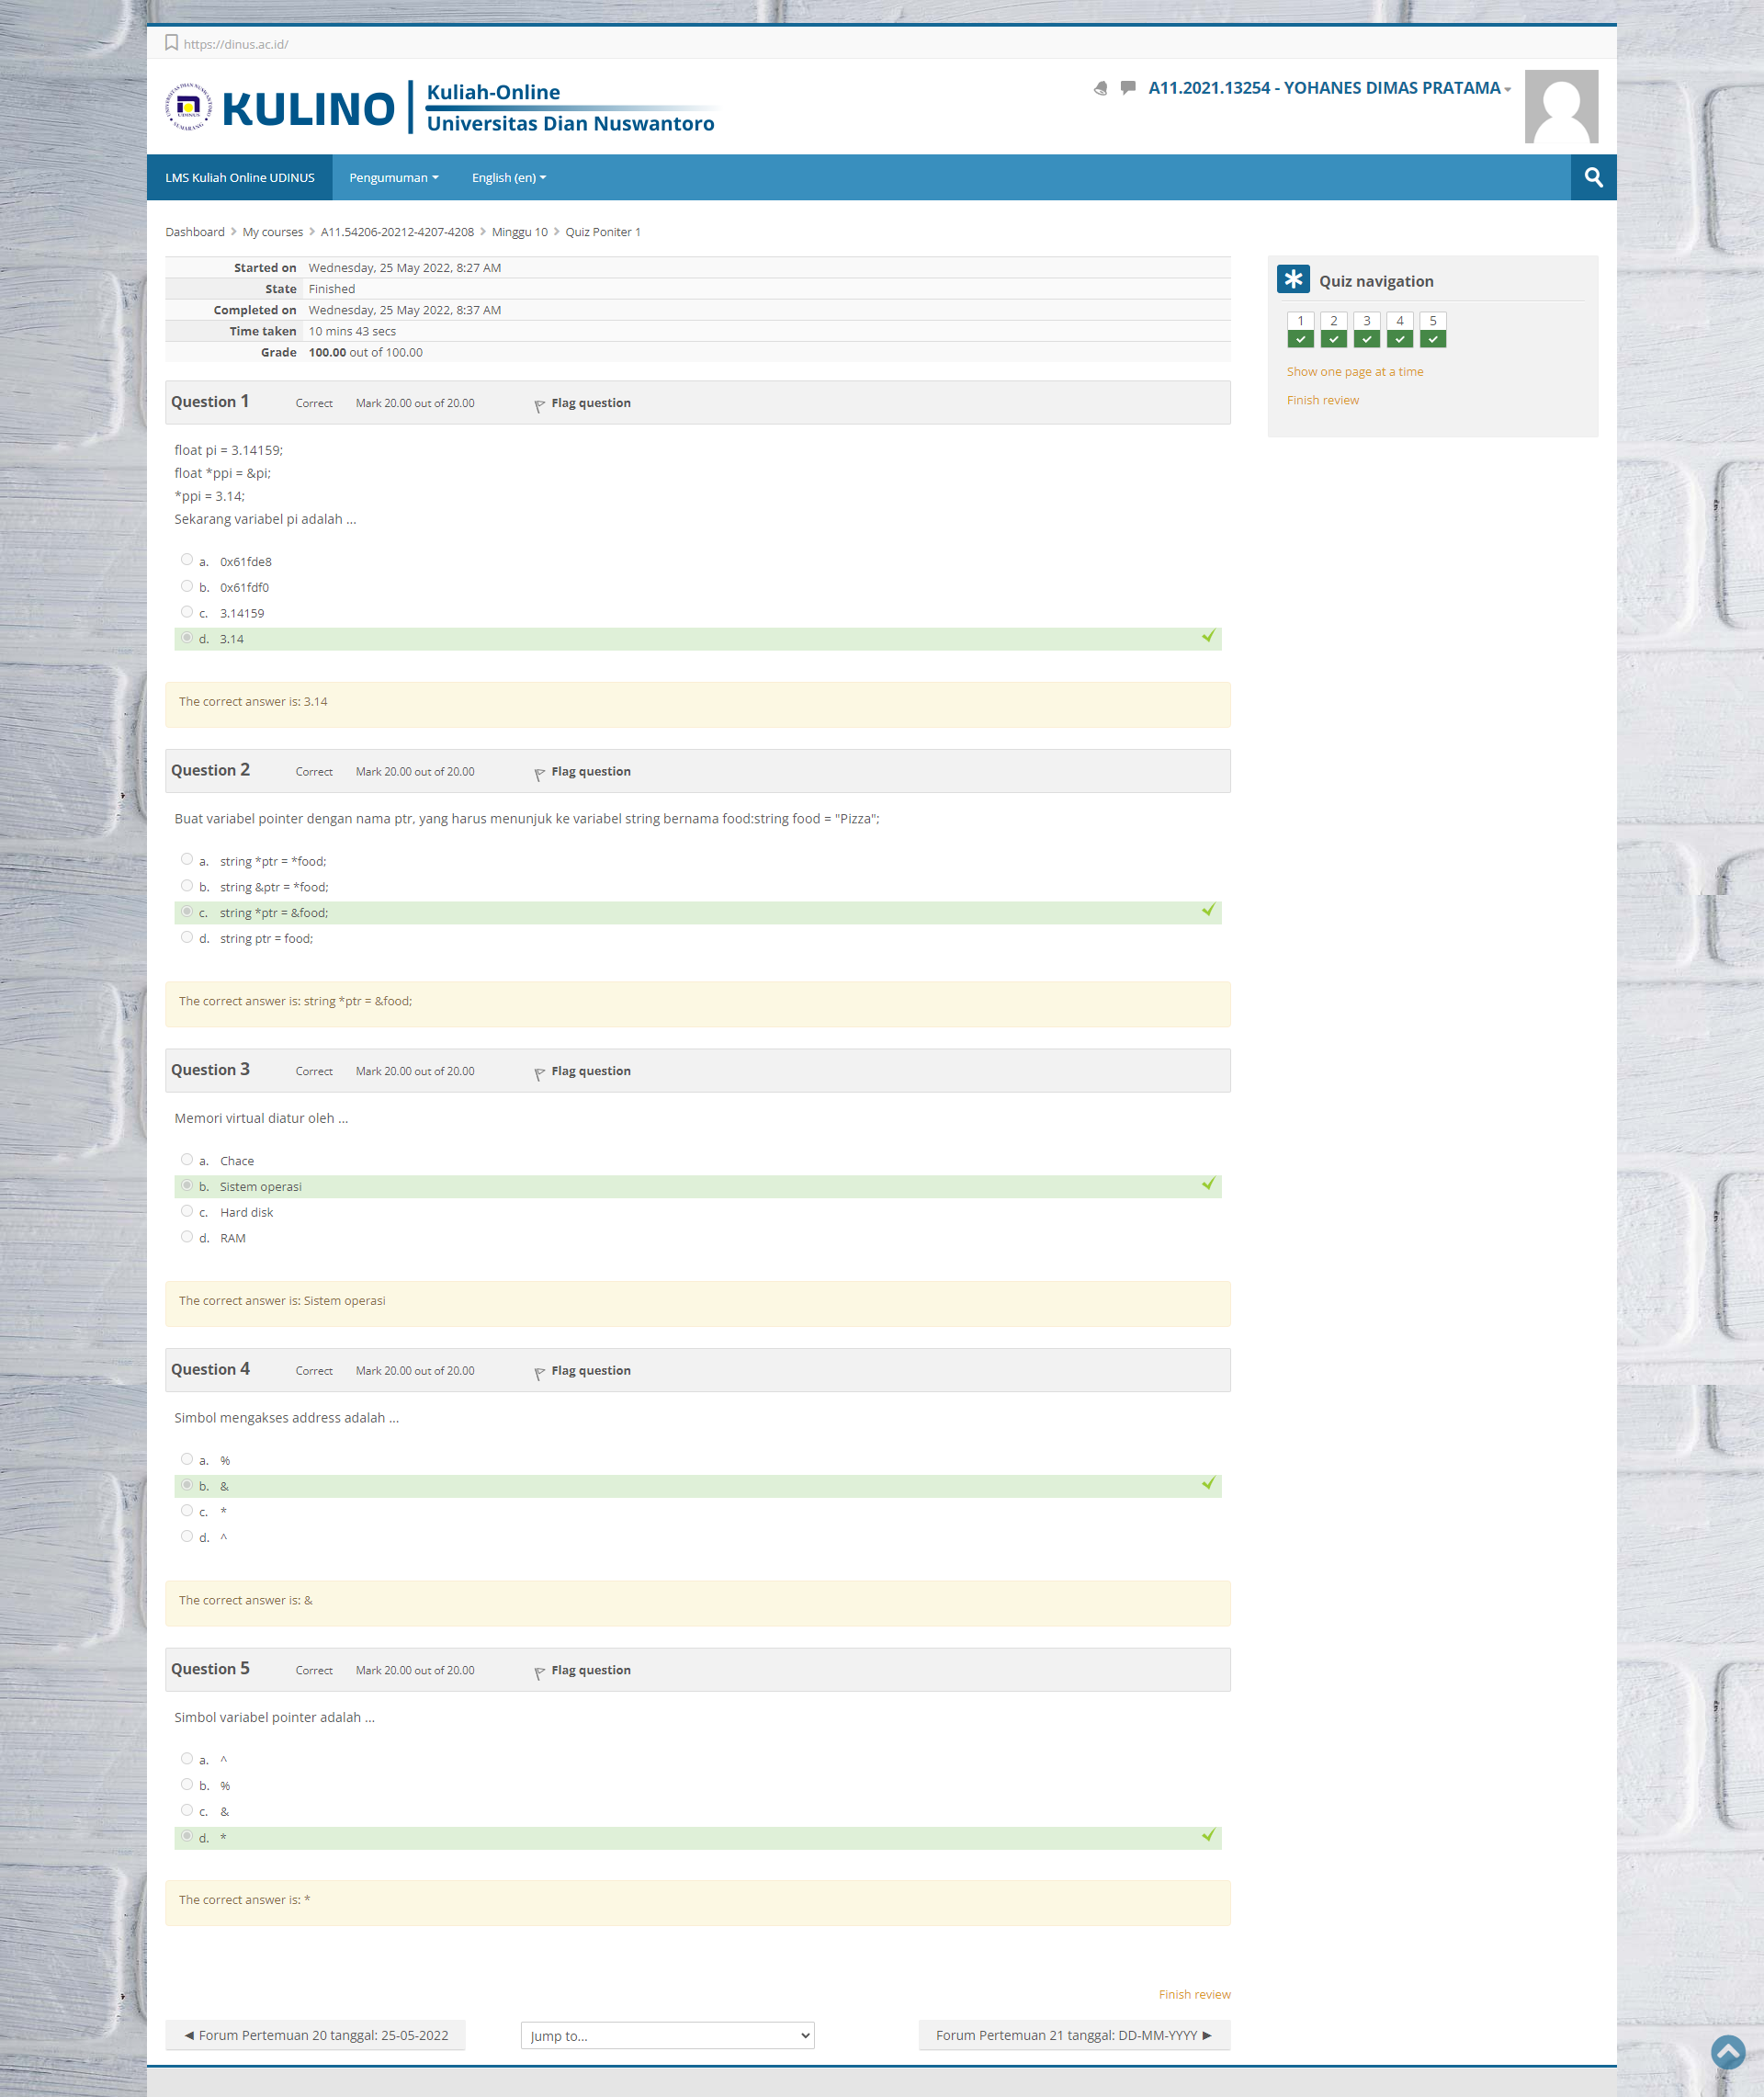 https://dinus.ac.id/
UNIVERSITAS DIAN NUSWANTORO
UDINUS
SEMARANG
KULINO
Kuliah-Online
Universitas Dian Nuswantoro
A11.2021.13254 - YOHANES DIMAS PRATAMA
LMS Kuliah Online UDINUS Pengumuman English (en)
Dashboard My courses A11.54206-20212-4207-4208 Minggu 10 Quiz Poniter 1
Started on Wednesday, 25 May 2022, 8:27 AM
State Finished
Completed on Wednesday, 25 May 2022, 8:37 AM
Time taken 10 mins 43 secs
Grade 100.00 out of 100.00
Quiz navigation
1 2 3 4 5
Show one page at a time
Finish review
Question 1 Correct Mark 20.00 out of 20.00 Flag question
float pi = 3.14159;
float *ppi = &pi;
*ppi = 3.14;
Sekarang variabel pi adalah ...
a. 0x61fde8
b. 0x61fdf0
c. 3.14159
d. 3.14
The correct answer is: 3.14
Question 2 Correct Mark 20.00 out of 20.00 Flag question
Buat variabel pointer dengan nama ptr, yang harus menunjuk ke variabel string bernama food:string food = "Pizza";
a. string *ptr = *food;
b. string &ptr = *food;
c. string *ptr = &food;
d. string ptr = food;
The correct answer is: string *ptr = &food;
Question 3 Correct Mark 20.00 out of 20.00 Flag question
Memori virtual diatur oleh ...
a. Chace
b. Sistem operasi
c. Hard disk
d. RAM
The correct answer is: Sistem operasi
Question 4 Correct Mark 20.00 out of 20.00 Flag question
Simbol mengakses address adalah ...
a. %
b. &
c. *
d. ^
The correct answer is: &
Question 5 Correct Mark 20.00 out of 20.00 Flag question
Simbol variabel pointer adalah ...
a. ^
b. %
c. &
d. *
The correct answer is: *
Finish review
◄ Forum Pertemuan 20 tanggal: 25-05-2022 Jump to... Forum Pertemuan 21 tanggal: DD-MM-YYYY ►